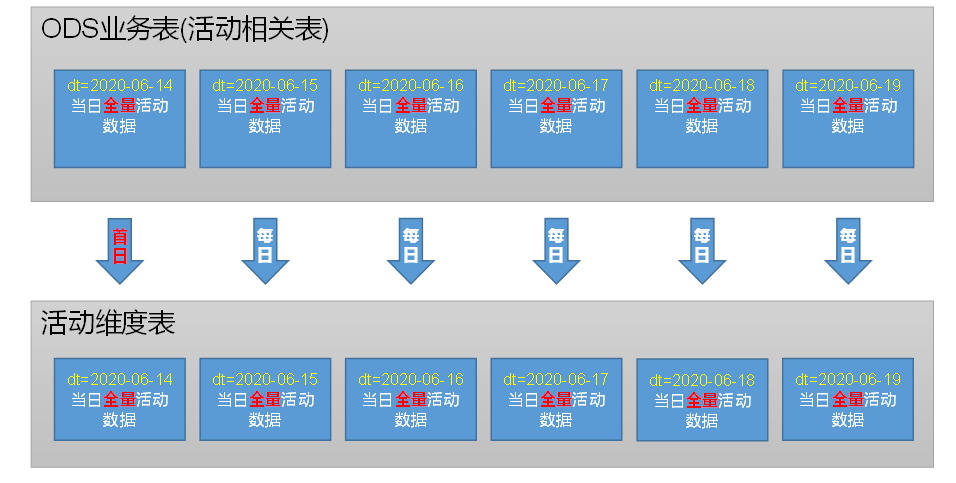 ODS业务表(活动相关表)
dt=2020-06-14
当日全量活动
数据
dt=2020-06-15
当日全量活动
数据
dt=2020-06-16
当日全量活动
数据
dt=2020-06-17
当日全量活动
数据
dt=2020-06-18
当日全量活动
数据
dt=2020-06-19
当日全量活动
数据
首
日
每
日
每
日
每
日
每
日
每
日
活动维度表
dt=2020-06-14
当日全量活动
数据
dt=2020-06-15
当日全量活动
数据
dt=2020-06-16
当日全量活动
数据
dt=2020-06-17
当日全量活动
数据
dt=2020-06-18
当日全量活动
数据
dt=2020-06-19
当日全量活动
数据